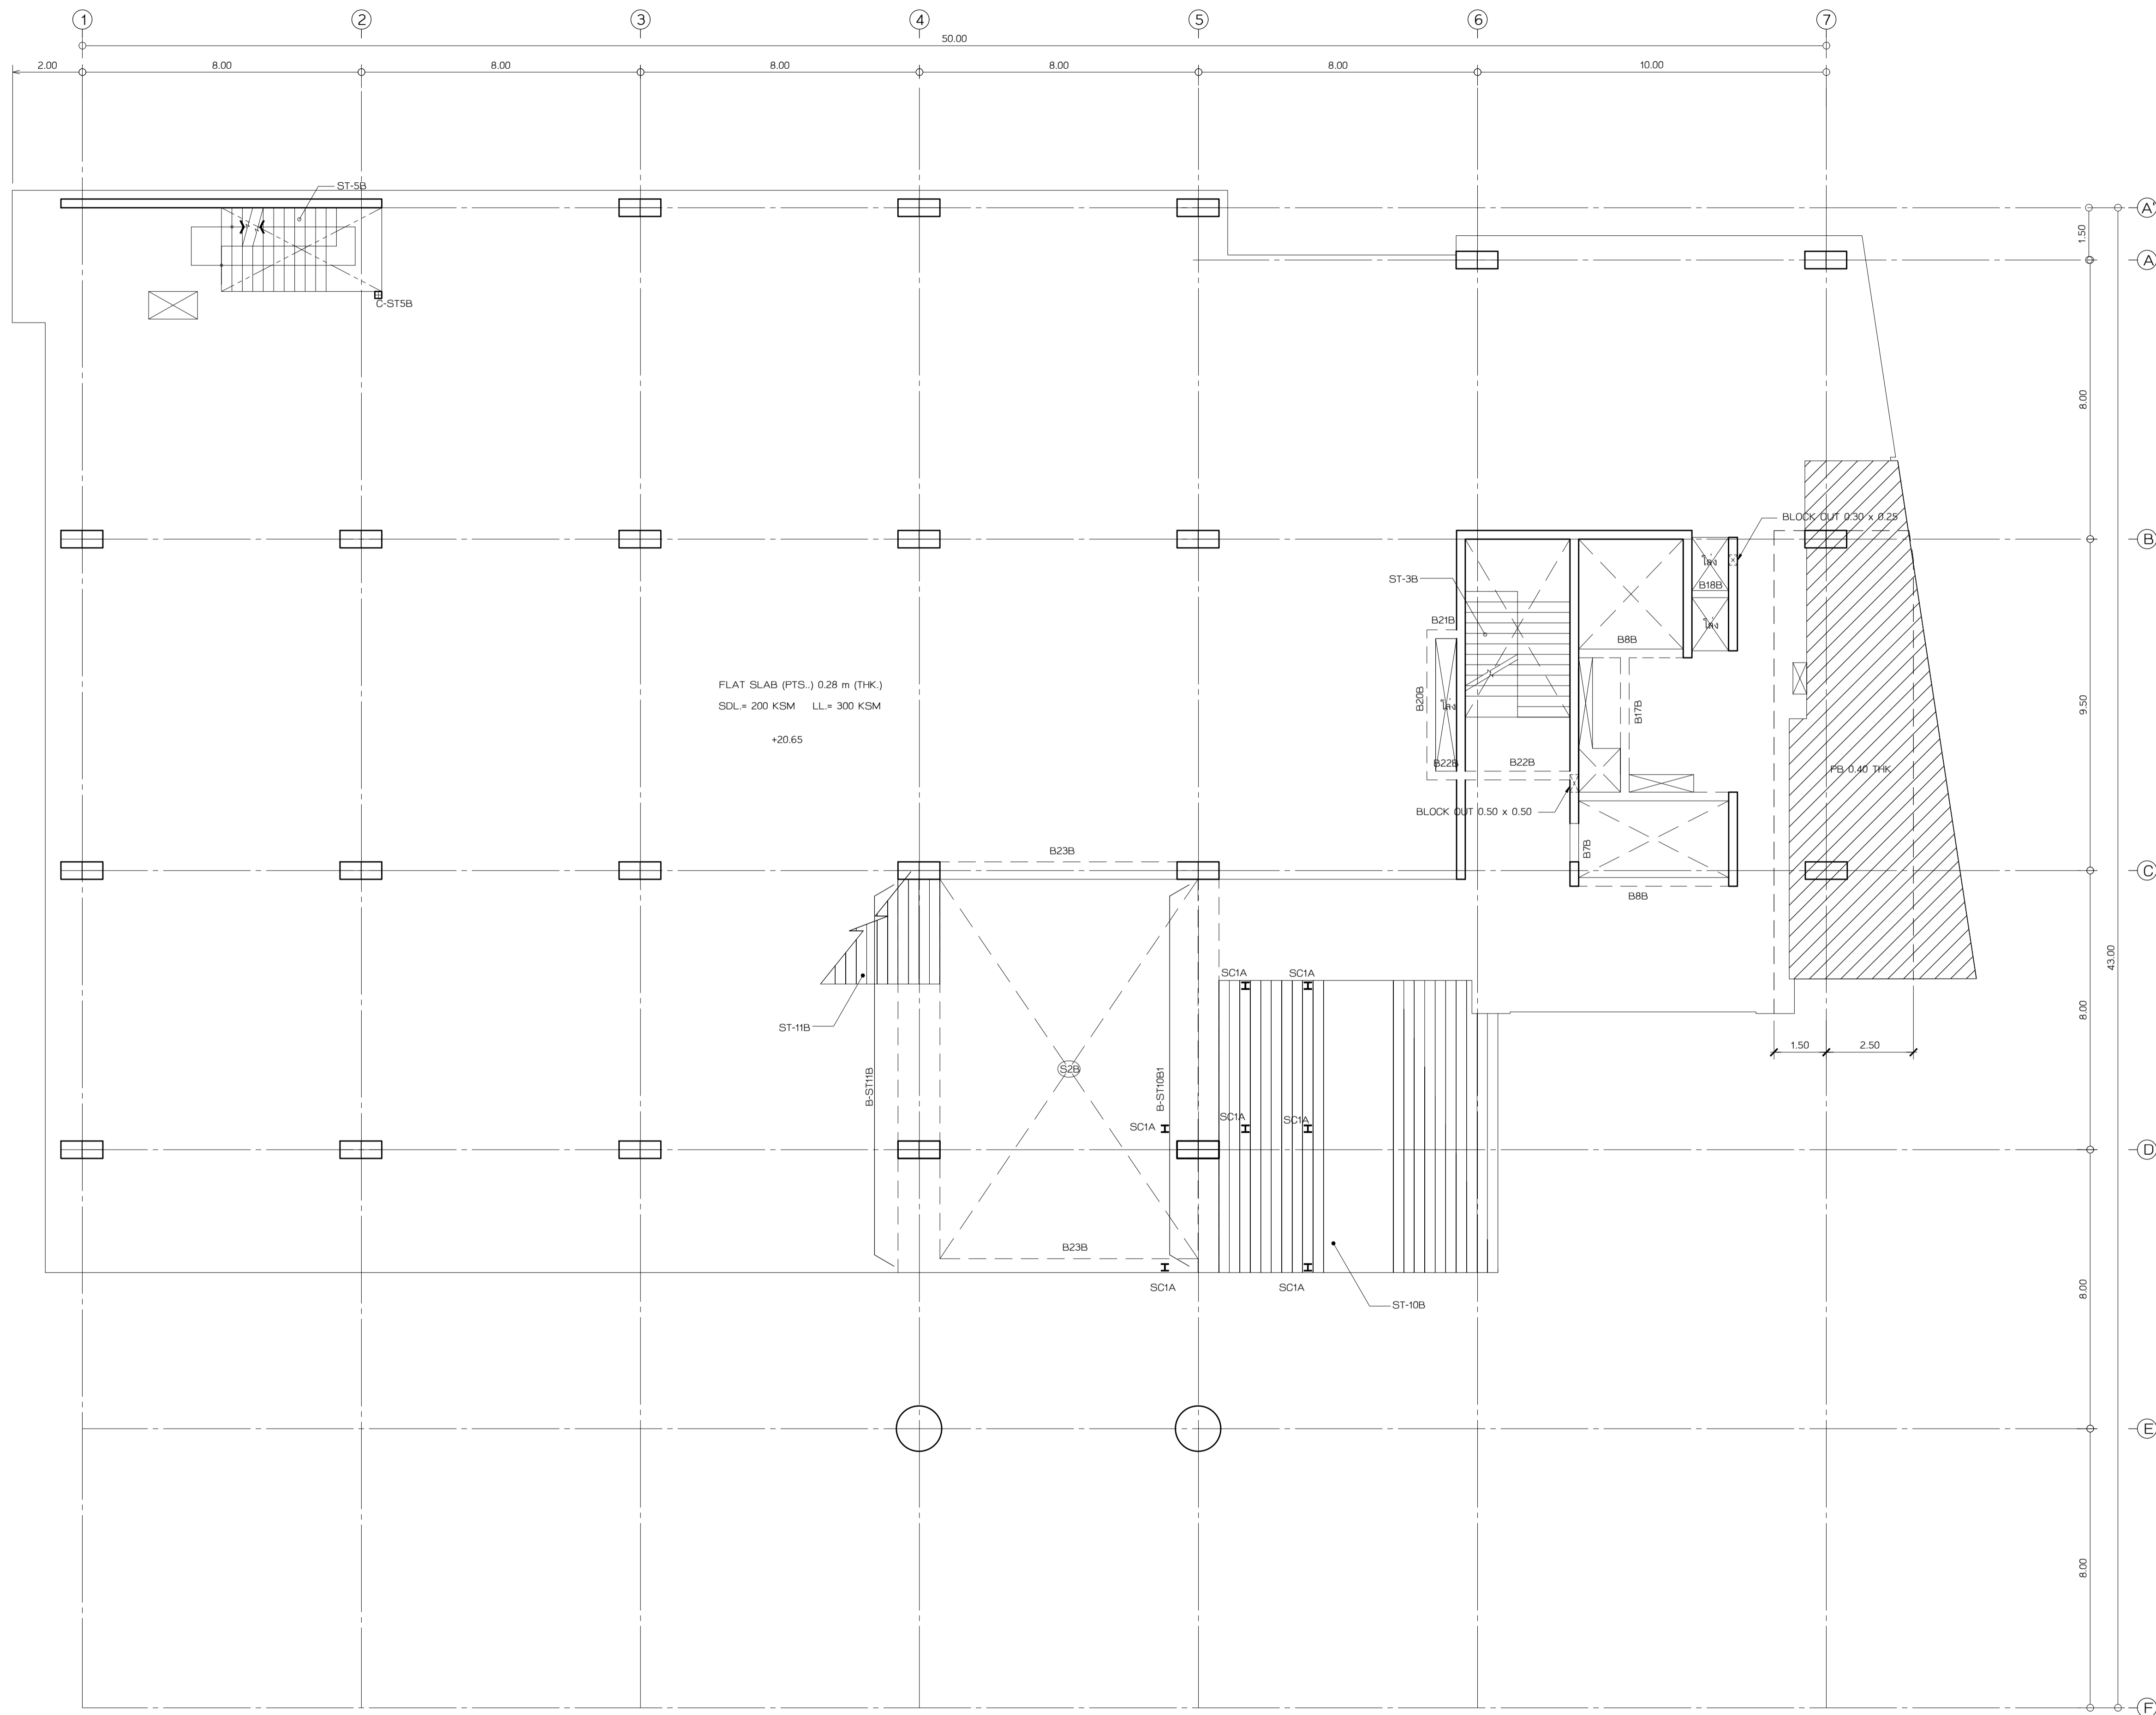 1 2 3 4 5 6 7
50.00
2.00 8.00 8.00 8.00 8.00 8.00 10.00
ST-5B
A'
1.50
A
C-ST5B
8.00
BLOCK OUT 0.30 x 0.25
B
ST-3B
B18B
B21B
B8B
FLAT SLAB (PTS..) 0.28 m (THK.)
SDL.= 200 KSM LL.= 300 KSM
+20.65
B20B
B17B
9.50
B22B
B22B
PB 0.40 THK
BLOCK OUT 0.50 x 0.50
B7B
B23B
C
B8B
43.00
SC1A SC1A
ST-11B
8.00
1.50 2.50
S2B
B-ST11B
B-ST10B1
SC1A SC1A SC1A
D
B23B
SC1A SC1A
8.00
ST-10B
E
8.00
F